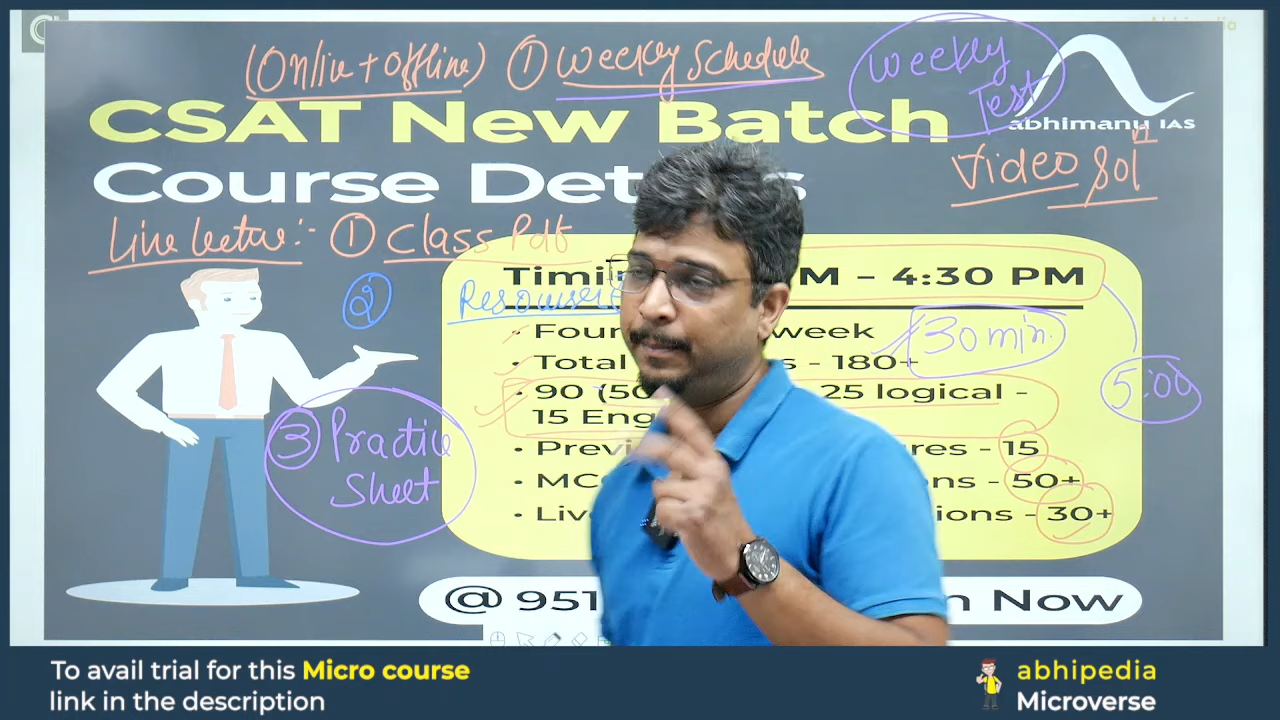 (Online + offline) ① Weekly Schedule
Weekly Test
CSAT New Batch
abhimanu IAS
Course Det s
Video Sol
Live lecture:- ① Class Pdf
Timi M – 4:30 PM
②
• Four week
30 min.
• Total s - 180+
5:00
• 90 (50 25 logical -
15 Eng
③ Practice Sheet
• Previ res - 15
• MC ns - 50+
• Liv ions - 30+
@ 951 n Now
To avail trial for this Micro course
link in the description
abhipedia
Microverse